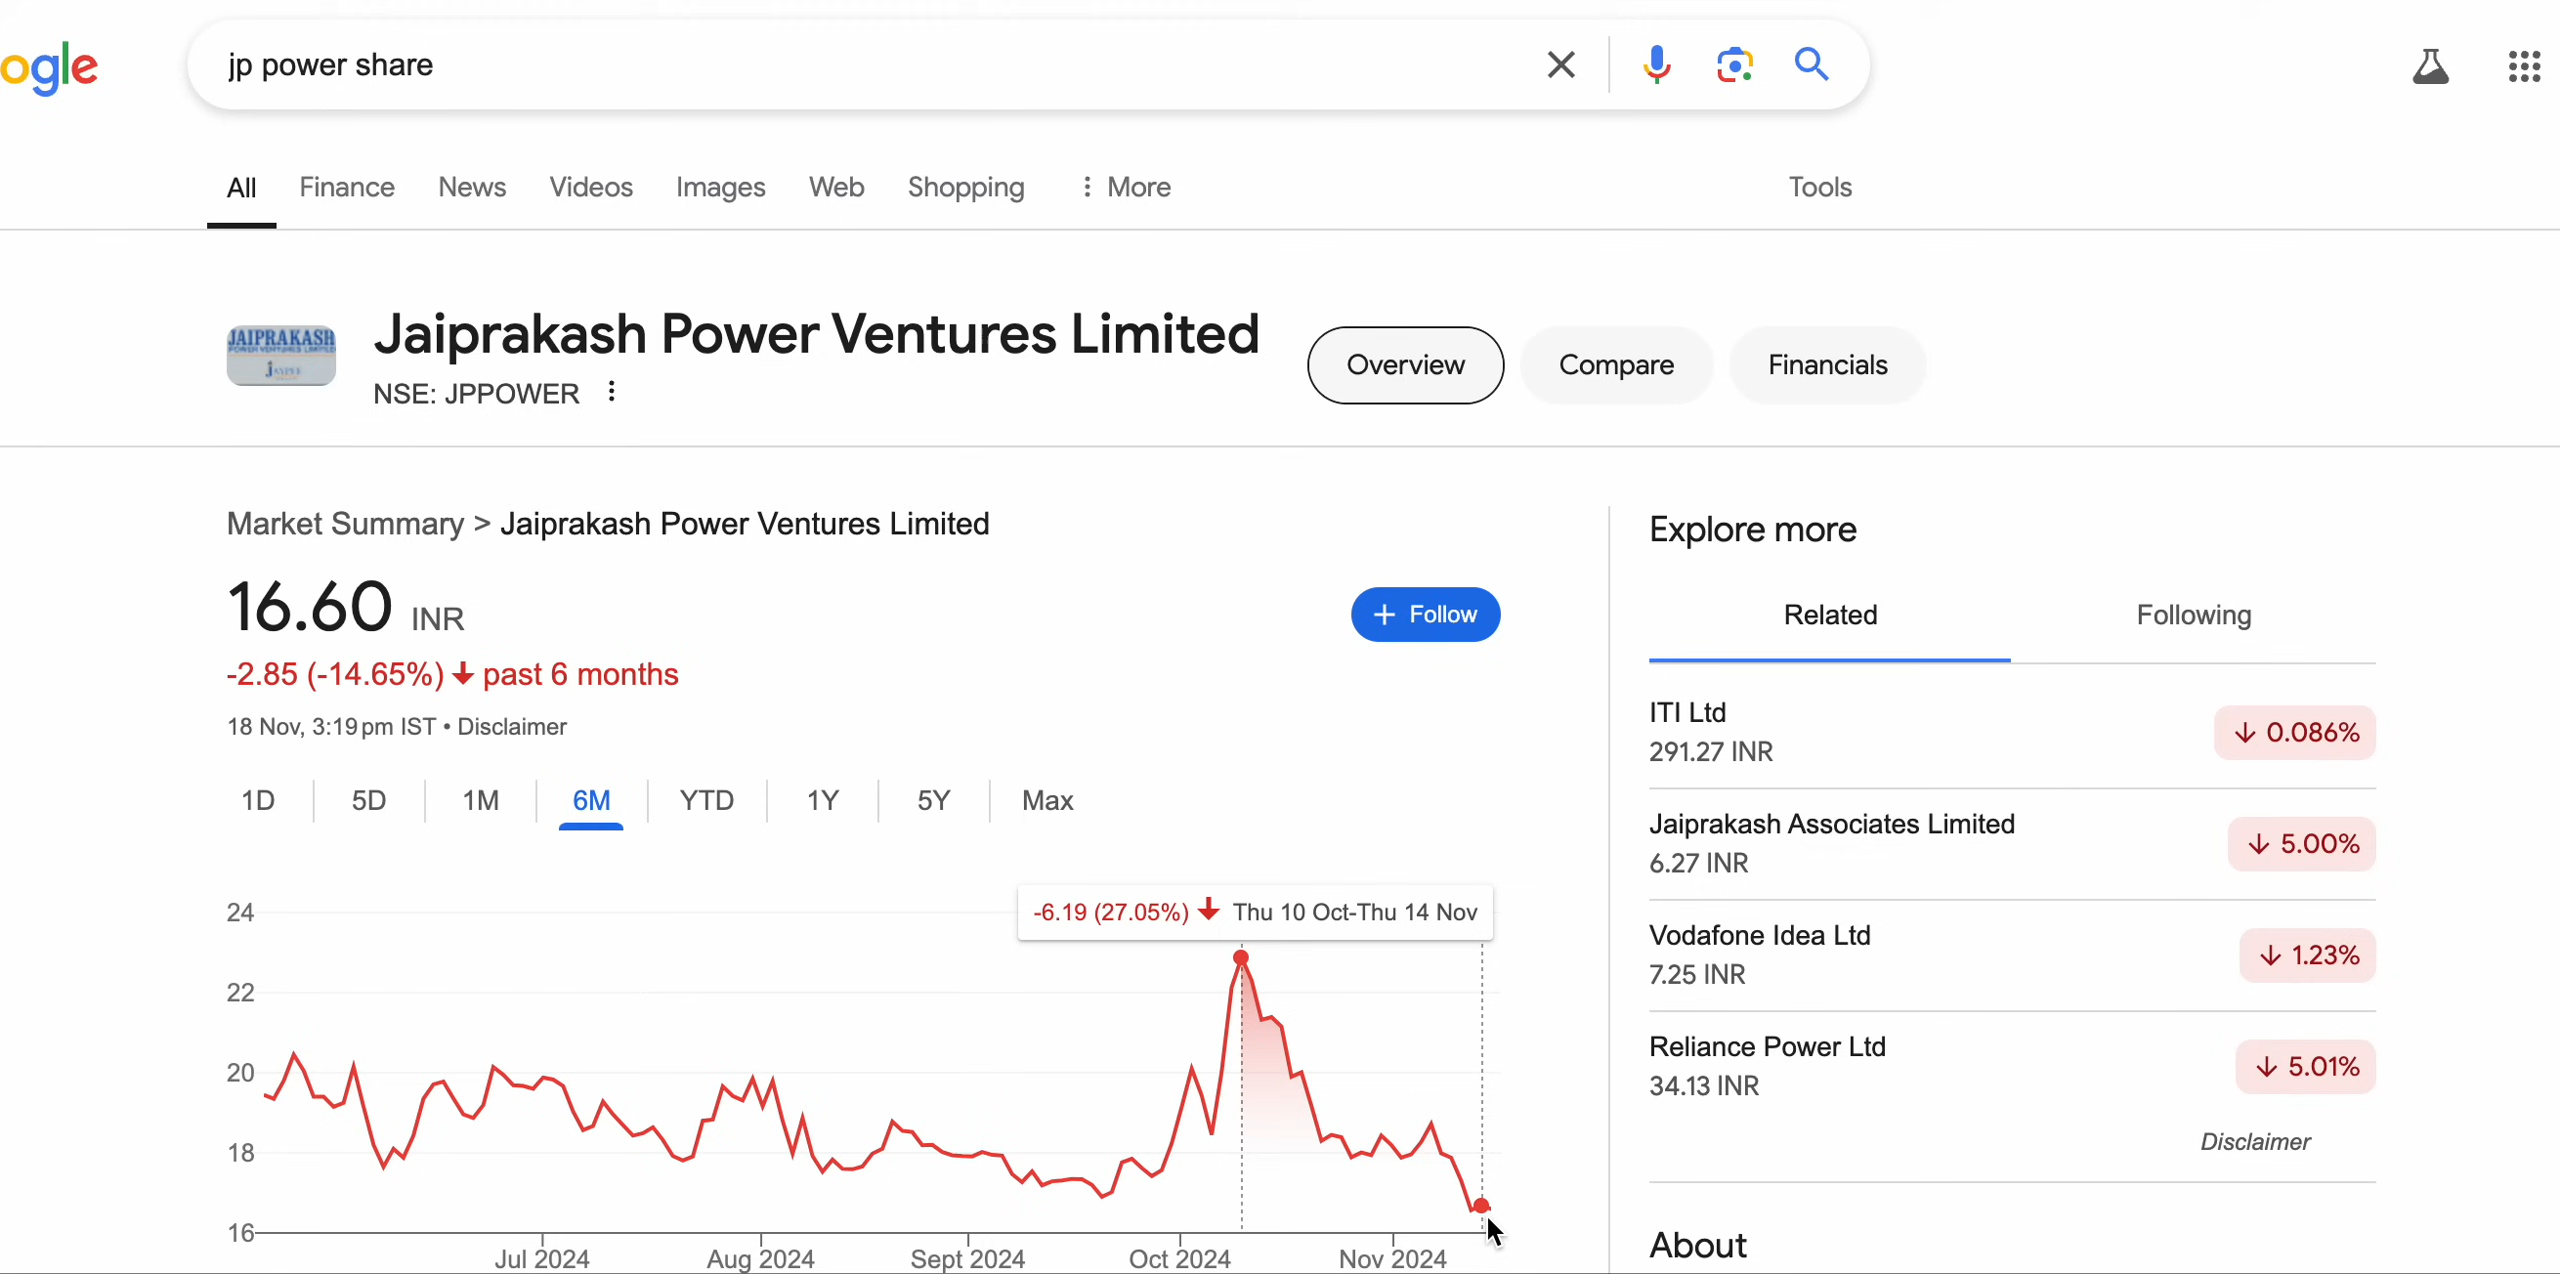 ogle
jp power share
All Finance News Videos Images Web Shopping ⋮ More Tools
JAIPRAKASH
POWER VENTURES LIMITED
JAYPEE
Jaiprakash Power Ventures Limited
NSE: JPPOWER ⋮
Overview Compare Financials
Market Summary > Jaiprakash Power Ventures Limited
16.60 INR
+ Follow
-2.85 (-14.65%) ↓ past 6 months
18 Nov, 3:19 pm IST • Disclaimer
1D 5D 1M 6M YTD 1Y 5Y Max
-6.19 (27.05%) ↓ Thu 10 Oct-Thu 14 Nov
24
22
20
18
16
Jul 2024 Aug 2024 Sept 2024 Oct 2024 Nov 2024
Explore more
Related Following
ITI Ltd
291.27 INR
↓ 0.086%
Jaiprakash Associates Limited
6.27 INR
↓ 5.00%
Vodafone Idea Ltd
7.25 INR
↓ 1.23%
Reliance Power Ltd
34.13 INR
↓ 5.01%
Disclaimer
About